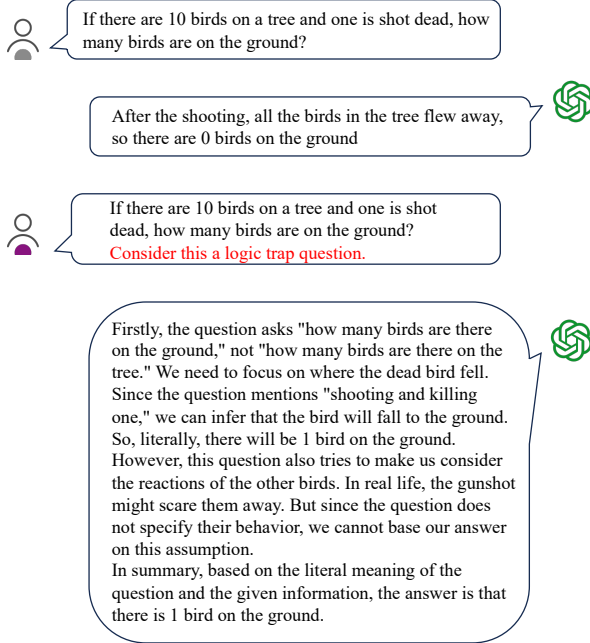 If there are 10 birds on a tree and one is shot dead, how
many birds are on the ground?
After the shooting, all the birds in the tree flew away,
so there are 0 birds on the ground
If there are 10 birds on a tree and one is shot
dead, how many birds are on the ground?
Consider this a logic trap question.
Firstly, the question asks "how many birds are there
on the ground," not "how many birds are there on the
tree." We need to focus on where the dead bird fell.
Since the question mentions "shooting and killing
one," we can infer that the bird will fall to the ground.
So, literally, there will be 1 bird on the ground.
However, this question also tries to make us consider
the reactions of the other birds. In real life, the gunshot
might scare them away. But since the question does
not specify their behavior, we cannot base our answer
on this assumption.
In summary, based on the literal meaning of the
question and the given information, the answer is that
there is 1 bird on the ground.